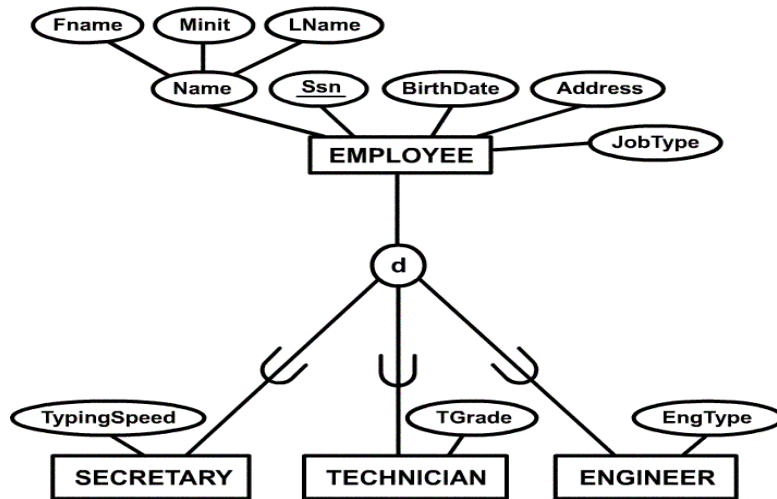 Fname Minit LName
Name Ssn BirthDate Address
EMPLOYEE JobType
d
TypingSpeed TGrade EngType
SECRETARY TECHNICIAN ENGINEER